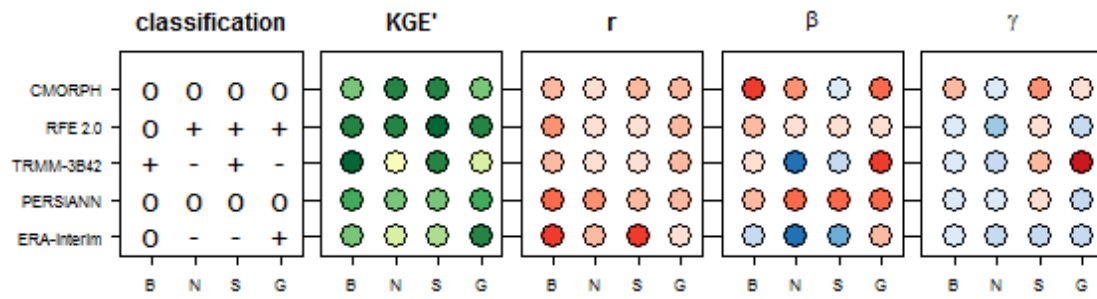 classification KGE' r β γ
CMORPH O O O O
RFE 2.0 O + + +
TRMM-3B42 + - + -
PERSIANN O O O O
ERA-Interim O - - +
B N S G B N S G B N S G B N S G B N S G